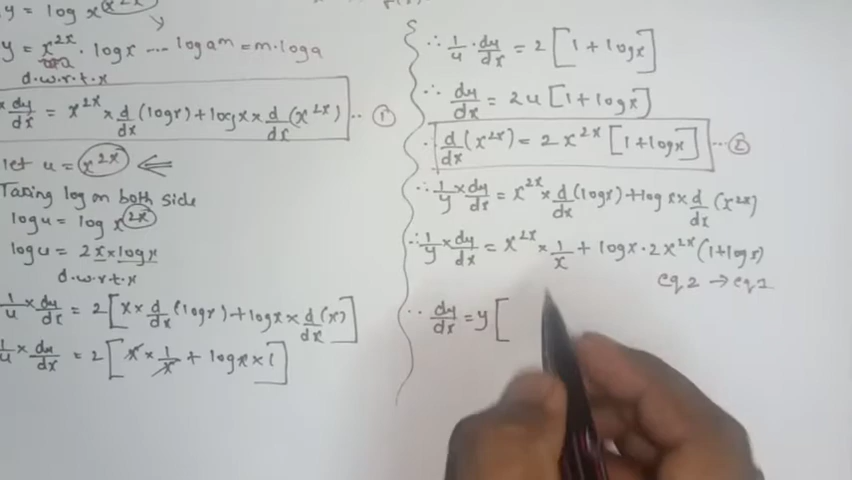 y = log x^(x^2x)
y = x^2x · log x --- log a^m = m·log a
d.w.r.t.x
× dy/dx = x^2x × d/dx (log x) + log x × d/dx (x^2x) ... ①
let u = x^2x ⇐
Taking log on both side
log u = log x^2x
log u = 2x × log x
d.w.r.t.x
1/u × du/dx = 2 [x × d/dx (log x) + log x × d/dx (x)]
1/u × du/dx = 2 [x × 1/x + log x × 1]
∴ 1/u · du/dx = 2 [1 + log x]
∴ du/dx = 2u [1 + log x]
∴ d/dx (x^2x) = 2x^2x [1 + log x] ... ②
∴ 1/y × dy/dx = x^2x × d/dx (log x) + log x × d/dx (x^2x)
∴ 1/y × dy/dx = x^2x × 1/x + log x · 2x^2x (1 + log x)
eq 2 → eq 1
∴ dy/dx = y [